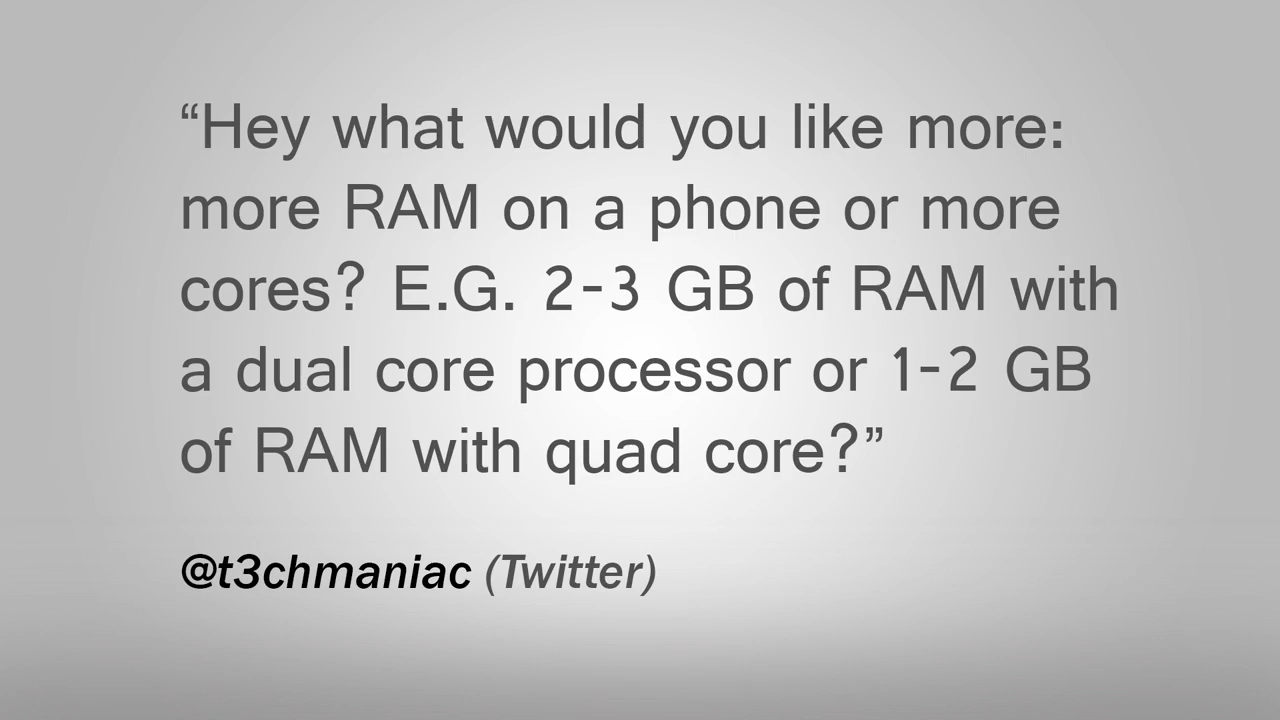 “Hey what would you like more:
more RAM on a phone or more
cores? E.G. 2-3 GB of RAM with
a dual core processor or 1-2 GB
of RAM with quad core?”
@t3chmaniac (Twitter)